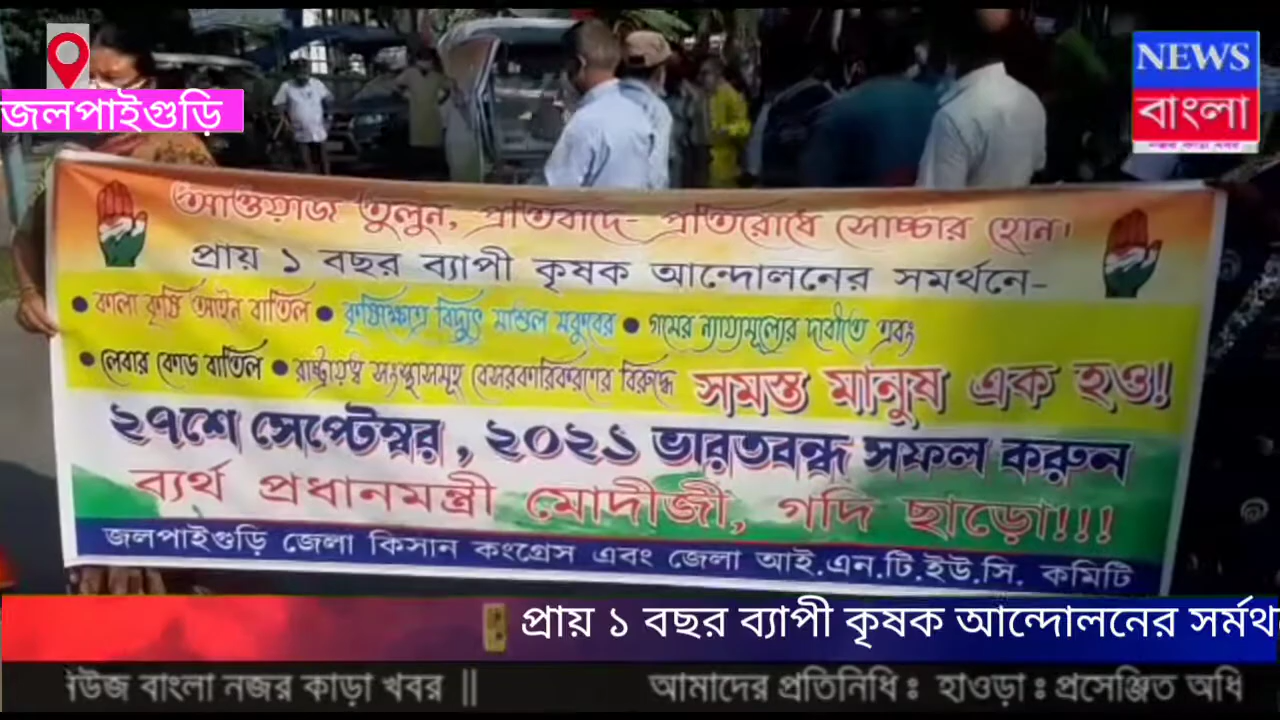 জলপাইগুড়ি
NEWS
বাংলা
আওয়াজ তুলুন, প্রতিবাদে- প্রতিরোধে সোচ্চার হোন।
প্রায় ১ বছর ব্যাপী কৃষক আন্দোলনের সমর্থনে-
• কালা কৃষি আইন বাতিল • কৃষিক্ষেত্রে বিদ্যুৎ মাশুল মকুবের • গমের ন্যায্যমূল্যের দাবীতে এবং
• লেবার কোড বাতিল • রাষ্ট্রায়ত্ব সংস্থাসমূহ বেসরকারিকরণের বিরুদ্ধে সমস্ত মানুষ এক হও!!
২৭শে সেপ্টেম্বর, ২০২১ ভারতবন্ধ সফল করুন
ব্যর্থ প্রধানমন্ত্রী মোদীজী, গদি ছাড়ো!!!
জলপাইগুড়ি জেলা কিসান কংগ্রেস এবং জেলা আই.এন.টি.ইউ.সি. কমিটি
প্রায় ১ বছর ব্যাপী কৃষক আন্দোলনের সর্মথ
নিউজ বাংলা নজর কাড়া খবর || আমাদের প্রতিনিধি : হাওড়া : প্রসেঞ্জিত অধি